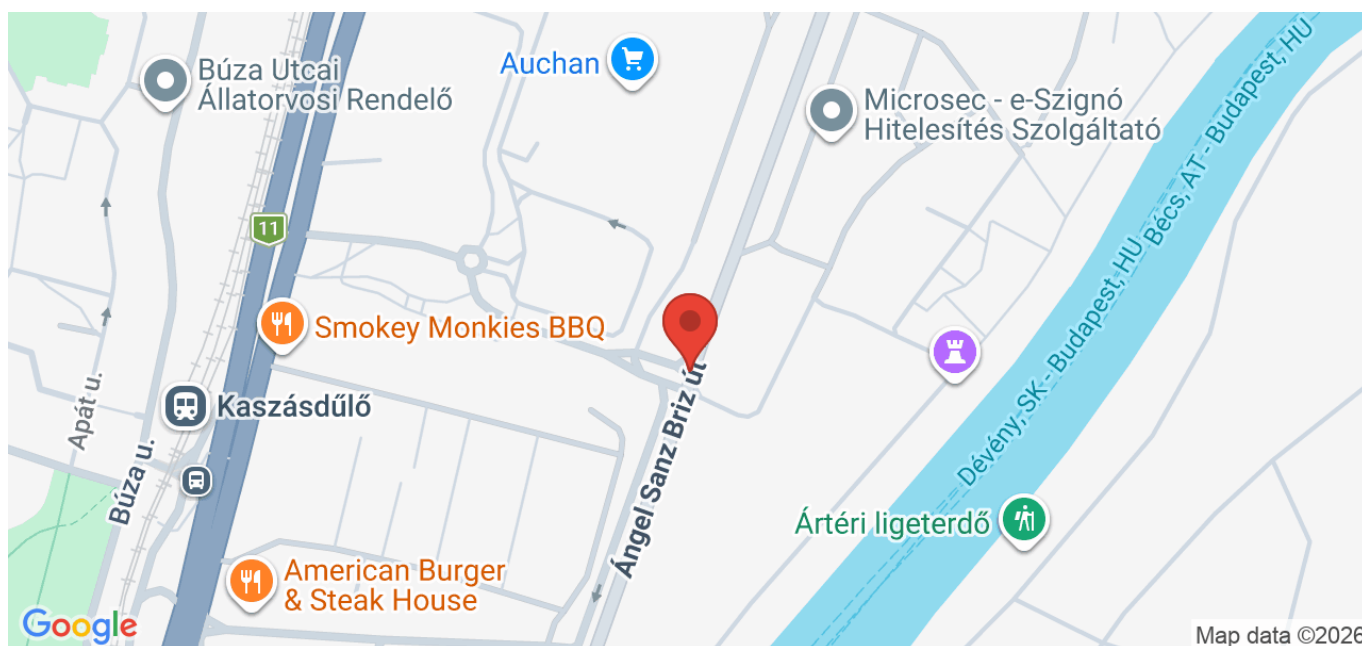 Búza Utcai
Állatorvosi Rendelő
Auchan
Microsec - e-Szignó
Hitelesítés Szolgáltató
Dévény, SK - Budapest, HU
Bécs, AT - Budapest, HU
11
Smokey Monkies BBQ
Apát u.
Kaszásdűlő
Búza u.
Ángel Sanz Briz út
Ártéri ligeterdő
American Burger
& Steak House
Google
Map data ©2026